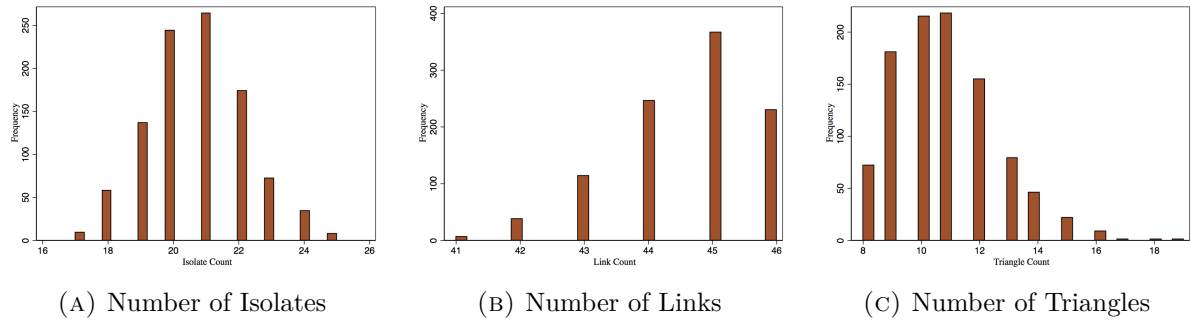 250
200
150
100
50
0
Frequency
16 18 20 22 24 26
Isolate Count
(A) Number of Isolates
400
300
200
100
0
Frequency
41 42 43 44 45 46
Link Count
(B) Number of Links
200
150
100
50
0
Frequency
8 10 12 14 16 18
Triangle Count
(C) Number of Triangles